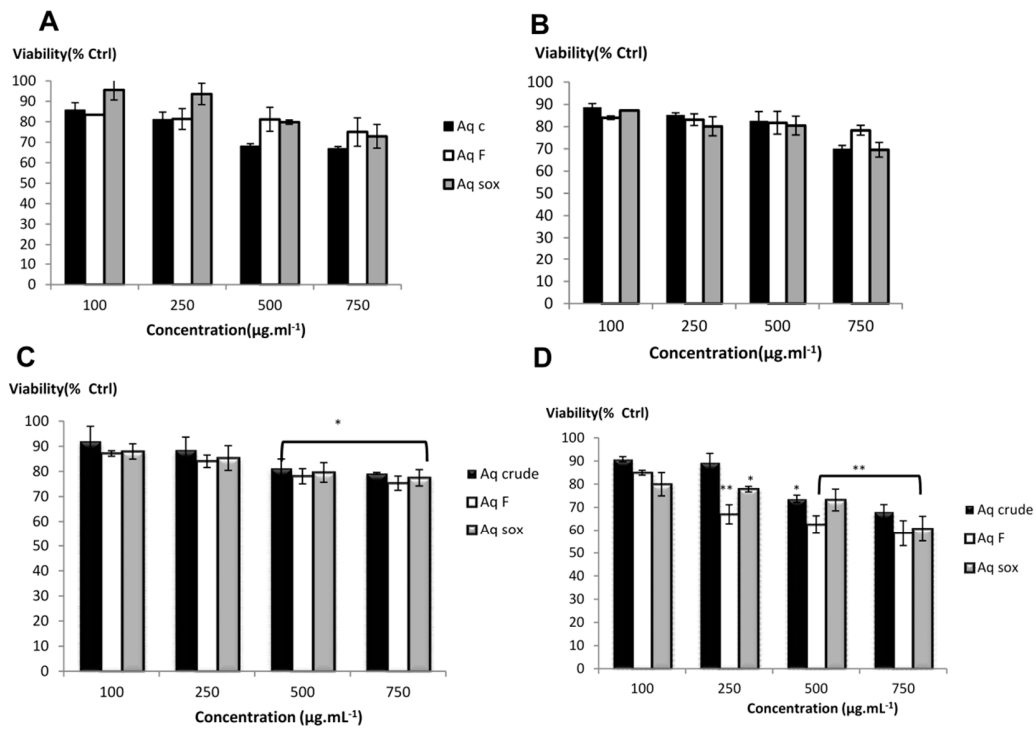 A
Viability(% Ctrl)
100
90
80
70
60
50
40
30
20
10
0
100 250 500 750
Concentration(µg.ml-1)
Aq c
Aq F
Aq sox
B
Viability(% Ctrl)
100
90
80
70
60
50
40
30
20
10
0
100 250 500 750
Concentration(µg.ml-1)
C
Viability(% Ctrl)
100
90
80
70
60
50
40
30
20
10
0
*
100 250 500 750
Concentration (µg.mL-1)
Aq crude
Aq F
Aq sox
D
Viability(% Ctrl)
100
90
80
70
60
50
40
30
20
10
0
** * * **
100 250 500 750
Concentration (µg.mL-1)
Aq crude
Aq F
Aq sox